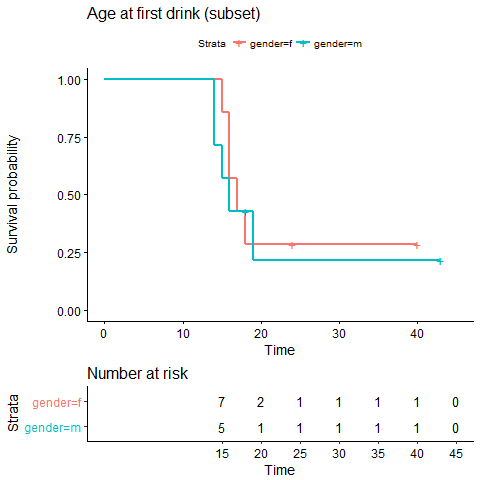 Age at first drink (subset)
Strata gender=f gender=m
Survival probability
1.00
0.75
0.50
0.25
0.00
0 10 20 30 40
Time
Number at risk
Strata
gender=f 7 2 1 1 1 1 0
gender=m 5 1 1 1 1 1 0
15 20 25 30 35 40 45
Time